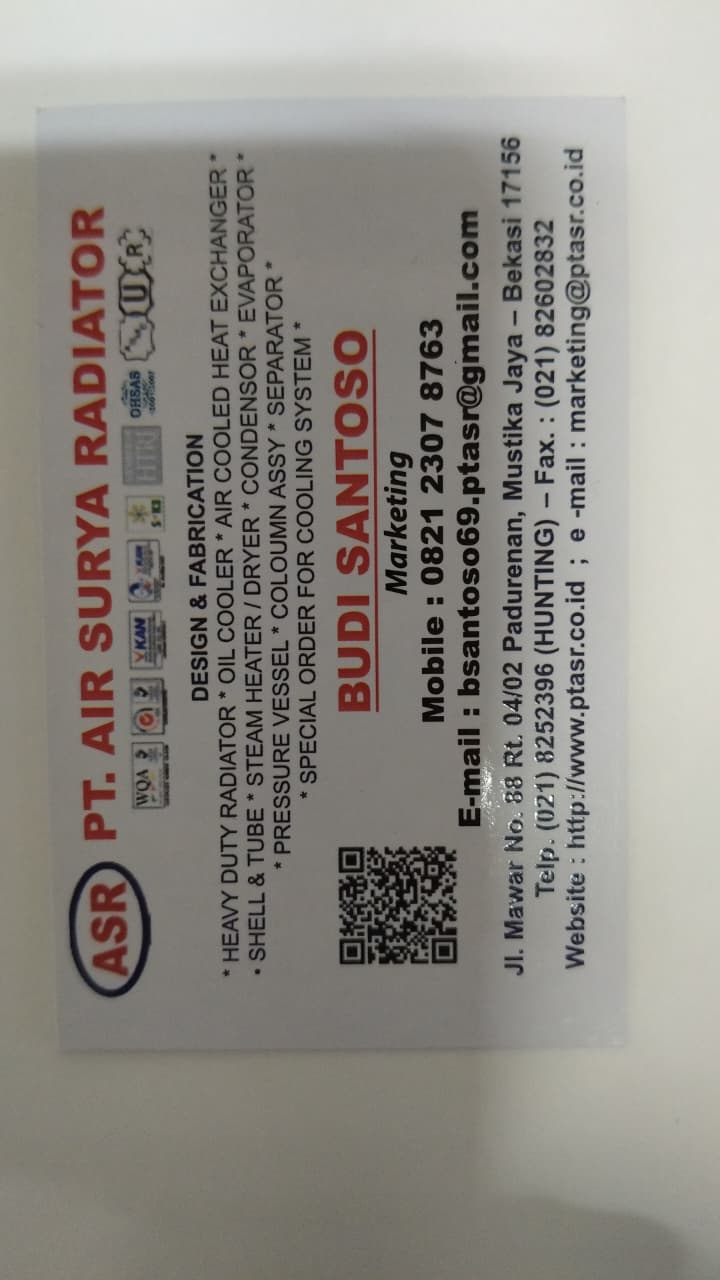 ASR PT. AIR SURYA RADIATOR
WQA YKAN OHSAS U R
DESIGN & FABRICATION
* HEAVY DUTY RADIATOR * OIL COOLER * AIR COOLED HEAT EXCHANGER *
• SHELL & TUBE * STEAM HEATER / DRYER * CONDENSOR * EVAPORATOR *
* PRESSURE VESSEL * COLOUMN ASSY * SEPARATOR *
* SPECIAL ORDER FOR COOLING SYSTEM *
BUDI SANTOSO
Marketing
Mobile : 0821 2307 8763
E-mail : bsantoso69.ptasr@gmail.com
Jl. Mawar No. 88 Rt. 04/02 Padurenan, Mustika Jaya – Bekasi 17156
Telp. (021) 8252396 (HUNTING) – Fax. : (021) 82602832
Website : http://www.ptasr.co.id ; e -mail : marketing@ptasr.co.id